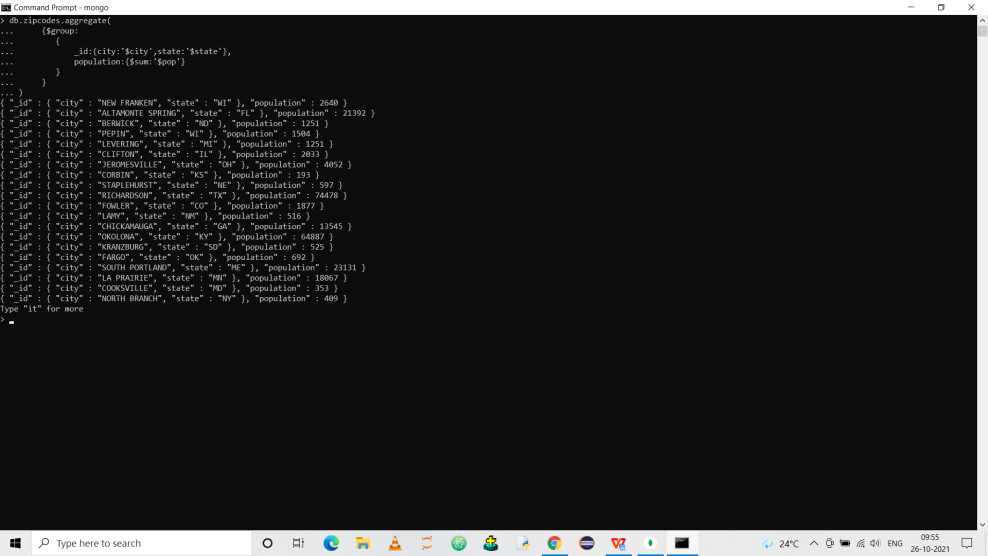 Command Prompt - mongo
> db.zipcodes.aggregate(
... {$group:
... {
... _id:{city:'$city',state:'$state'},
... population:{$sum:'$pop'}
... }
... }
... )
{ "_id" : { "city" : "NEW FRANKEN", "state" : "WI" }, "population" : 2640 }
{ "_id" : { "city" : "ALTAMONTE SPRING", "state" : "FL" }, "population" : 21392 }
{ "_id" : { "city" : "BERWICK", "state" : "ND" }, "population" : 1251 }
{ "_id" : { "city" : "PEPIN", "state" : "WI" }, "population" : 1504 }
{ "_id" : { "city" : "LEVERING", "state" : "MI" }, "population" : 1251 }
{ "_id" : { "city" : "CLIFTON", "state" : "IL" }, "population" : 2033 }
{ "_id" : { "city" : "JEROMESVILLE", "state" : "OH" }, "population" : 4052 }
{ "_id" : { "city" : "CORBIN", "state" : "KS" }, "population" : 193 }
{ "_id" : { "city" : "STAPLEHURST", "state" : "NE" }, "population" : 597 }
{ "_id" : { "city" : "RICHARDSON", "state" : "TX" }, "population" : 74478 }
{ "_id" : { "city" : "FOWLER", "state" : "CO" }, "population" : 1877 }
{ "_id" : { "city" : "LAMY", "state" : "NM" }, "population" : 516 }
{ "_id" : { "city" : "CHICKAMAUGA", "state" : "GA" }, "population" : 13545 }
{ "_id" : { "city" : "OKOLONA", "state" : "KY" }, "population" : 64887 }
{ "_id" : { "city" : "KRANZBURG", "state" : "SD" }, "population" : 525 }
{ "_id" : { "city" : "FARGO", "state" : "OK" }, "population" : 692 }
{ "_id" : { "city" : "SOUTH PORTLAND", "state" : "ME" }, "population" : 23131 }
{ "_id" : { "city" : "LA PRAIRIE", "state" : "MN" }, "population" : 18067 }
{ "_id" : { "city" : "COOKSVILLE", "state" : "MD" }, "population" : 353 }
{ "_id" : { "city" : "NORTH BRANCH", "state" : "NY" }, "population" : 409 }
Type "it" for more
>
Type here to search
24°C
ENG
09:55
26-10-2021